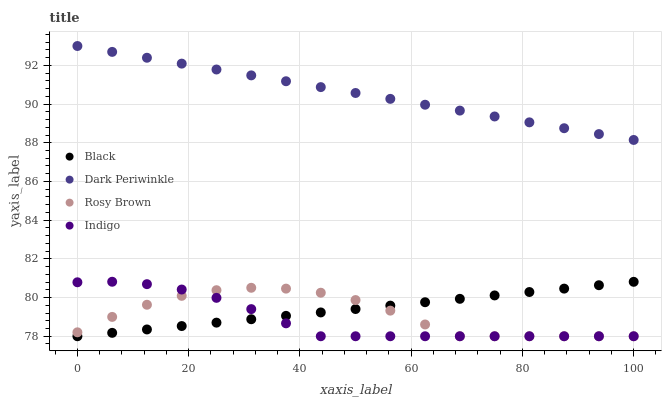 title
yaxis_label
92
90
88
86
84
82
80
78
Black
Dark Periwinkle
Rosy Brown
Indigo
0
20
40
60
80
100
xaxis_label